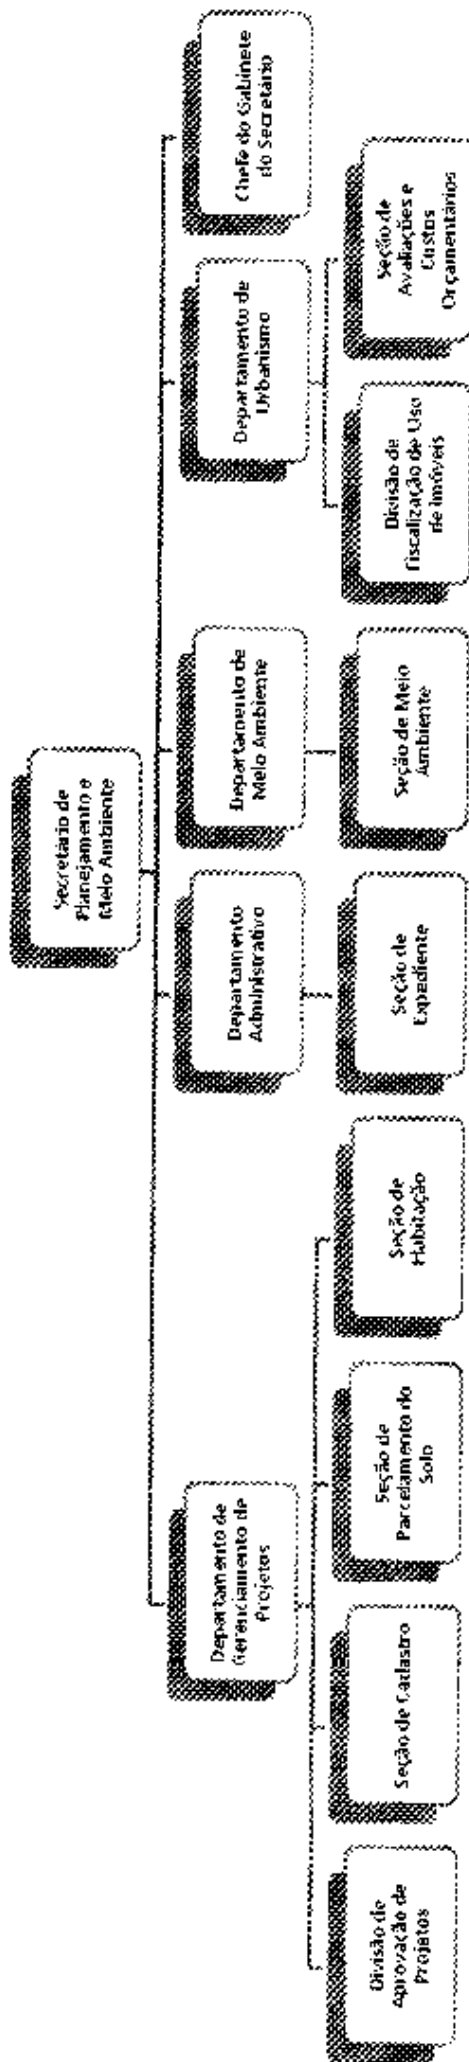 Secretário de
Planejamento e
Meio Ambiente
Departamento de
Gerenciamento de
Projetos
Departamento
Administrativo
Departamento de
Meio Ambiente
Departamento de
Urbanismo
Chefe do Gabinete
do Secretário
Divisão de
Aprovação de
Projetos
Seção de Cadastro
Seção de
Parcelamento do
Solo
Seção de
Habitação
Seção de
Expediente
Seção de Meio
Ambiente
Divisão de
Fiscalização de Uso
de Imóveis
Seção de
Avaliações e
Custos
Orçamentários